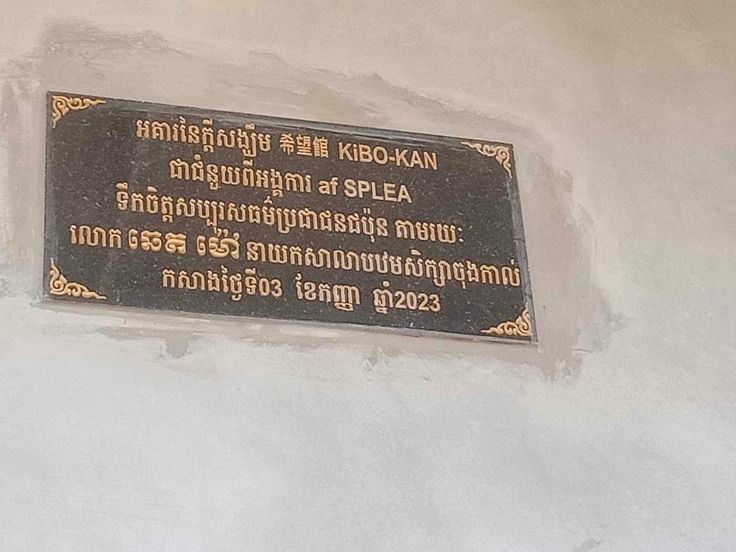 អគារនៃក្តីសង្ឃឹម 希望館 KiBO-KAN
ជាជំនួយពីអង្គការ af SPLEA
ទឹកចិត្តសប្បុរសធម៌ប្រជាជនជប៉ុន តាមរយៈ
លោក ឆេត ម៉ៅ នាយកសាលាបឋមសិក្សាចុងកាល់
កសាងថ្ងៃទី03 ខែកញ្ញា ឆ្នាំ2023